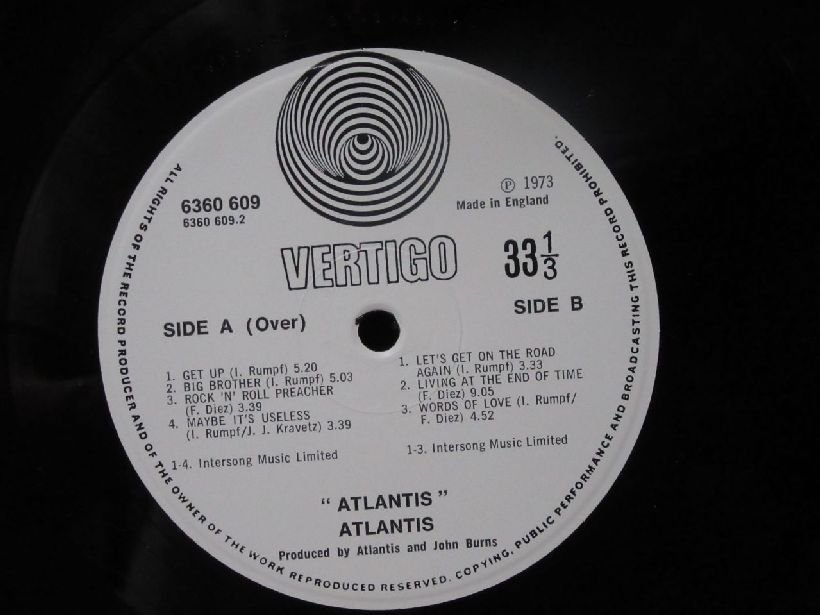 6360 609
6360 609.2
℗ 1973
Made in England
VERTIGO
33 1/3
SIDE A (Over)
SIDE B
1. GET UP (I. Rumpf) 5.20
2. BIG BROTHER (I. Rumpf) 5.03
3. ROCK 'N' ROLL PREACHER
(F. Diez) 3.39
4. MAYBE IT'S USELESS
(I. Rumpf/J. J. Kravetz) 3.39
1-4. Intersong Music Limited
1. LET'S GET ON THE ROAD
AGAIN (I. Rumpf) 3.33
2. LIVING AT THE END OF TIME
(F. Diez) 9.05
3. WORDS OF LOVE (I. Rumpf/
F. Diez) 4.52
1-3. Intersong Music Limited
" ATLANTIS "
ATLANTIS
Produced by Atlantis and John Burns
ALL RIGHTS OF THE RECORD PRODUCER AND OF THE OWNER OF THE WORK REPRODUCED RESERVED. COPYING, PUBLIC PERFORMANCE AND BROADCASTING THIS RECORD PROHIBITED.